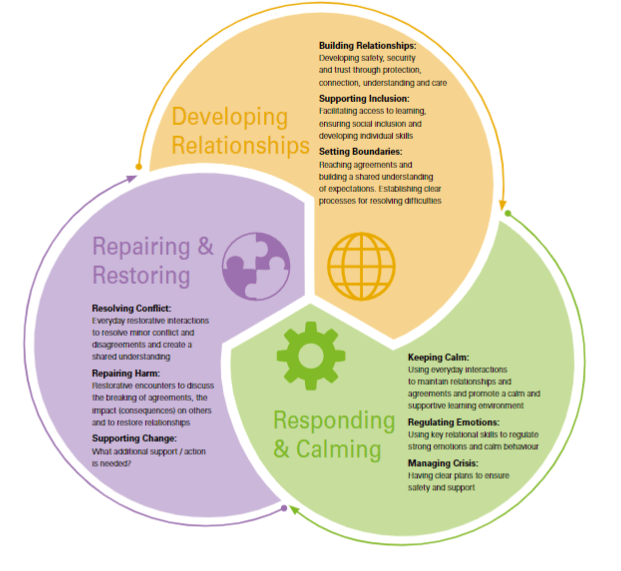 Developing
Relationships
Building Relationships:
Developing safety, security
and trust through protection,
connection, understanding and care
Supporting Inclusion:
Facilitating access to learning,
ensuring social inclusion and
developing individual skills
Setting Boundaries:
Reaching agreements and
building a shared understanding
of expectations. Establishing clear
processes for resolving difficulties
Repairing &
Restoring
Resolving Conflict:
Everyday restorative interactions
to resolve minor conflict and
disagreements and create a
shared understanding
Repairing Harm:
Restorative encounters to discuss
the breaking of agreements, the
impact (consequences) on others
and to restore relationships
Supporting Change:
What additional support / action
is needed?
Responding
& Calming
Keeping Calm:
Using everyday interactions
to maintain relationships and
agreements and promote a calm and
supportive learning environment
Regulating Emotions:
Using key relational skills to regulate
strong emotions and calm behaviour
Managing Crisis:
Having clear plans to ensure
safety and support